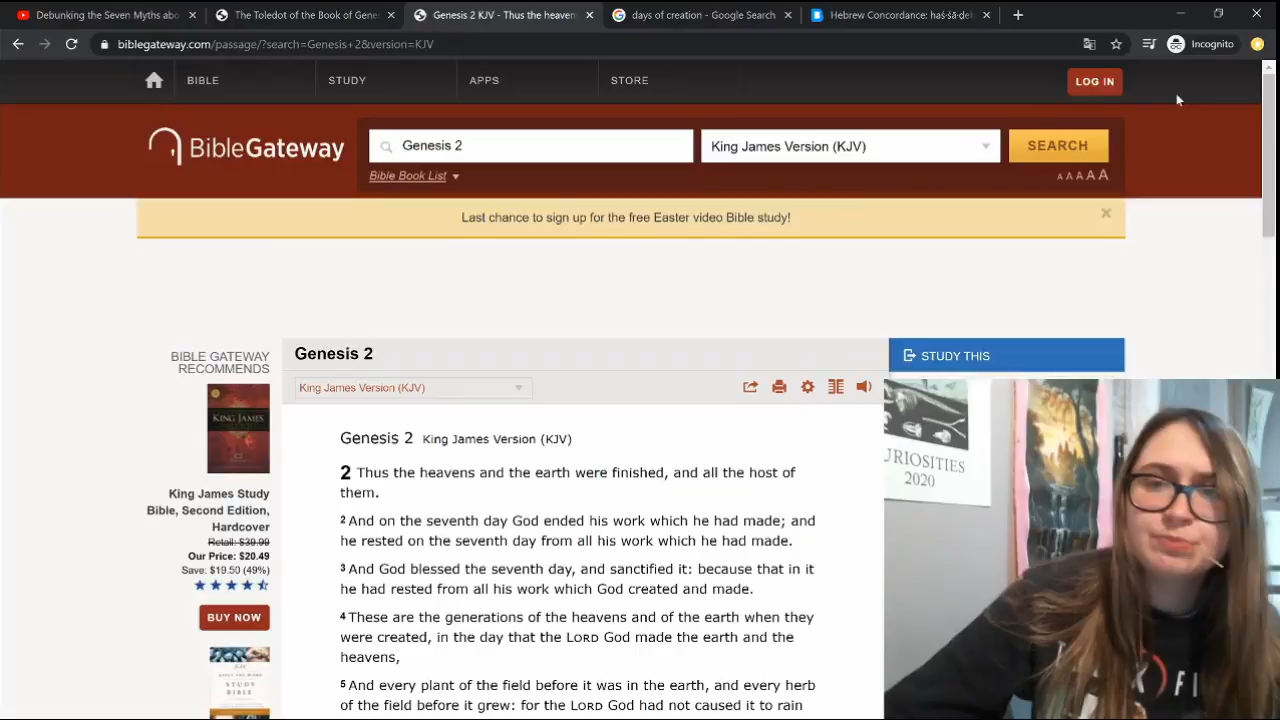 Debunking the Seven Myths abo
The Toledot of the Book of Genes
Genesis 2 KJV - Thus the heaven
days of creation - Google Search
Hebrew Concordance: haś·śā·ḏeh
biblegateway.com/passage/?search=Genesis+2&version=KJV
Incognito
BIBLE
STUDY
APPS
STORE
LOG IN
BibleGateway
Genesis 2
King James Version (KJV)
SEARCH
Bible Book List
A A A A A
Last chance to sign up for the free Easter video Bible study!
BIBLE GATEWAY
RECOMMENDS
KING JAMES
King James Study
Bible, Second Edition,
Hardcover
Retail: $39.99
Our Price: $20.49
Save: $19.50 (49%)
BUY NOW
STUDY
BIBLE
Genesis 2
King James Version (KJV)
STUDY THIS
Genesis 2 King James Version (KJV)
2 Thus the heavens and the earth were finished, and all the host of
them.
2 And on the seventh day God ended his work which he had made; and
he rested on the seventh day from all his work which he had made.
3 And God blessed the seventh day, and sanctified it: because that in it
he had rested from all his work which God created and made.
4 These are the generations of the heavens and of the earth when they
were created, in the day that the LORD God made the earth and the
heavens,
5 And every plant of the field before it was in the earth, and every herb
of the field before it grew: for the LORD God had not caused it to rain
URIOSITIES
2020